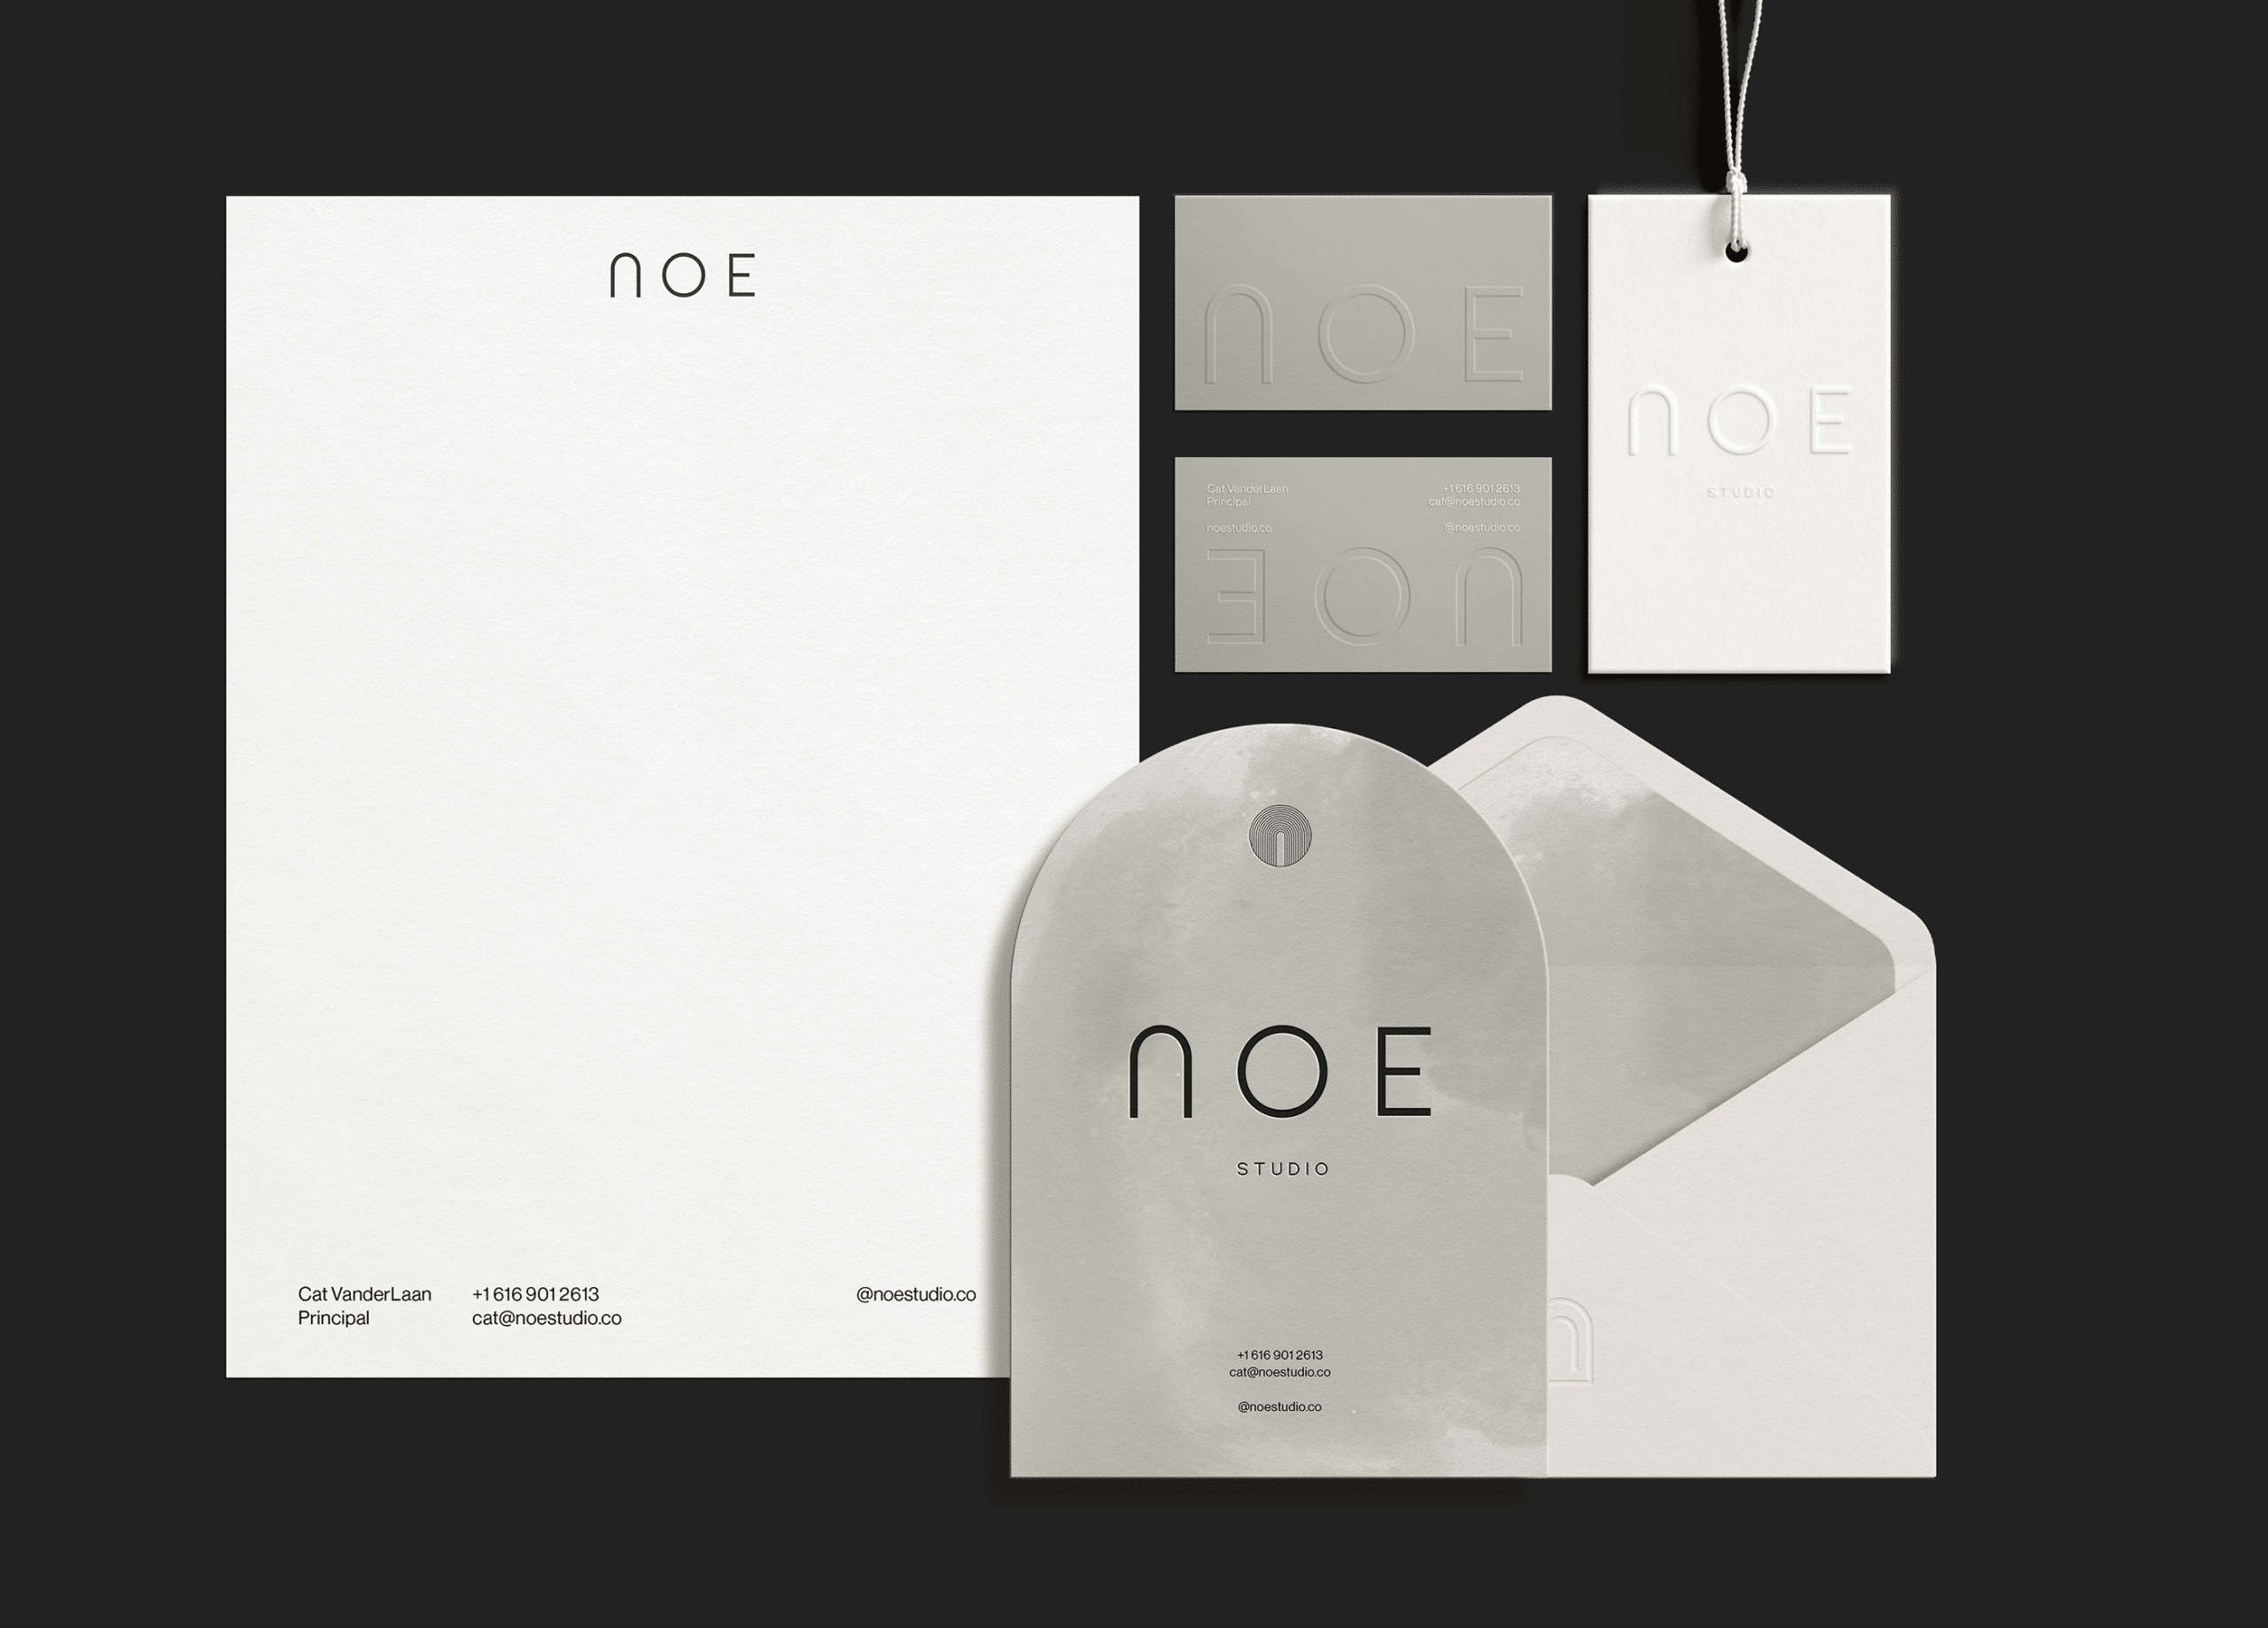 nOE
Cat VanderLaan
Principal
+1 616 901 2613
cat@noestudio.co
@noestudio.co
nOE
Cat VanderLaan
Principal
noestudio.co
+1 616 901 2613
cat@noestudio.co
@noestudio.co
nOE
nOE
STUDIO
nOE
STUDIO
+1 616 901 2613
cat@noestudio.co
@noestudio.co
n